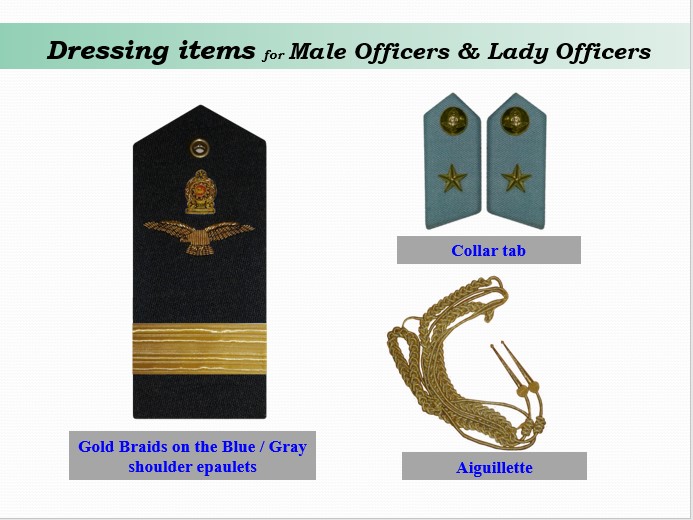 Dressing items for Male Officers & Lady Officers
Collar tab
Gold Braids on the Blue / Gray
shoulder epaulets
Aiguillette